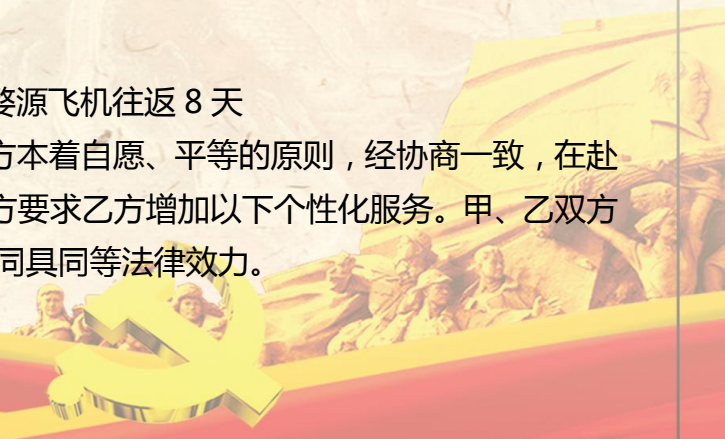 婺源飞机往返 8 天
方本着自愿、平等的原则，经协商一致，在赴
方要求乙方增加以下个性化服务。甲、乙双方
同具同等法律效力。